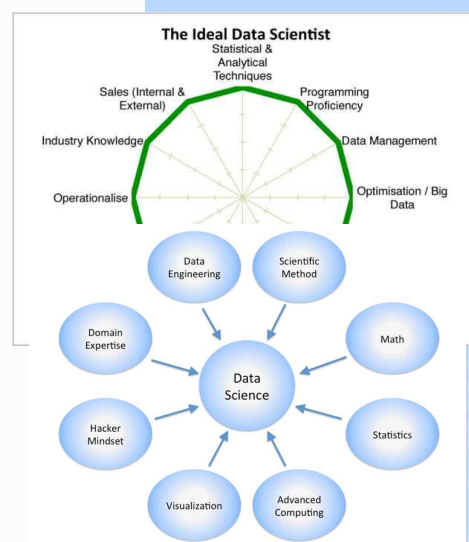 The Ideal Data Scientist
Statistical &
Analytical
Techniques
Sales (Internal &
External)
Programming
Proficiency
Industry Knowledge
Data Management
Operationalise
Optimisation / Big
Data
Data
Engineering
Scientific
Method
Domain
Expertise
Math
Data
Science
Hacker
Mindset
Statistics
Visualization
Advanced
Computing